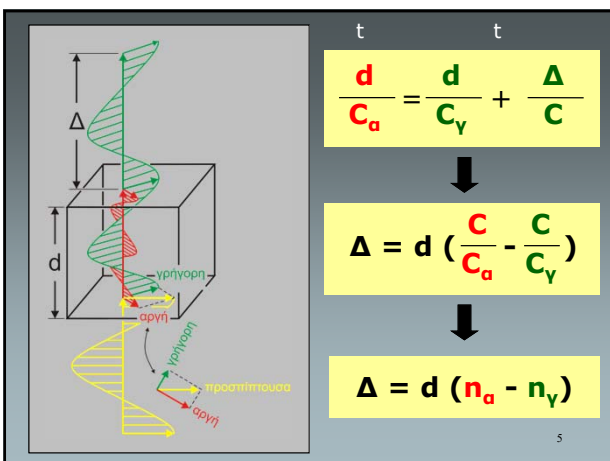 t t
d/Cα = d/Cγ + Δ/C
Δ = d (C/Cα - C/Cγ)
Δ = d (nα - nγ)
Δ
d
γρήγορη
αργή
γρήγορη
προσπίπτουσα
αργή
5